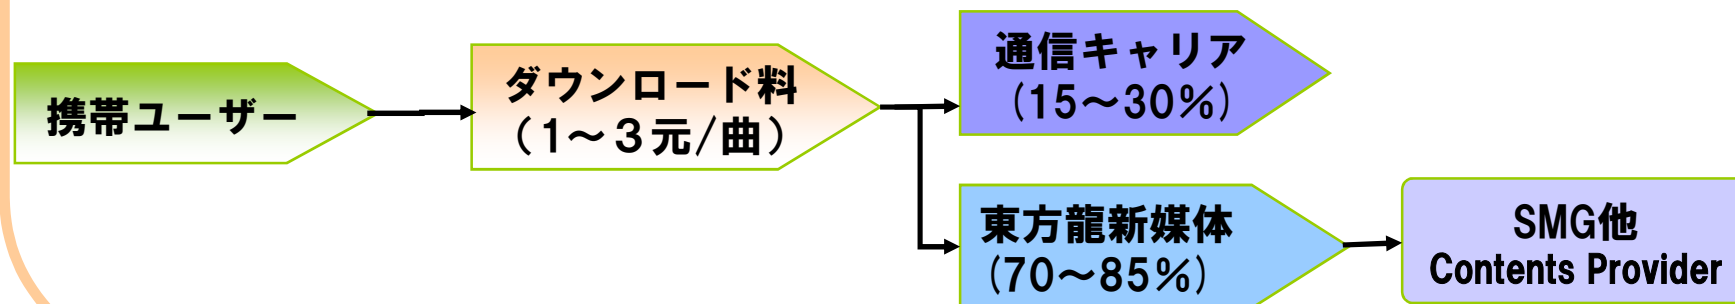 携帯ユーザー
ダウンロード料
（1～３元/曲）
通信キャリア
(15～30%)
東方龍新媒体
(70～85%)
SMG他
Contents Provider